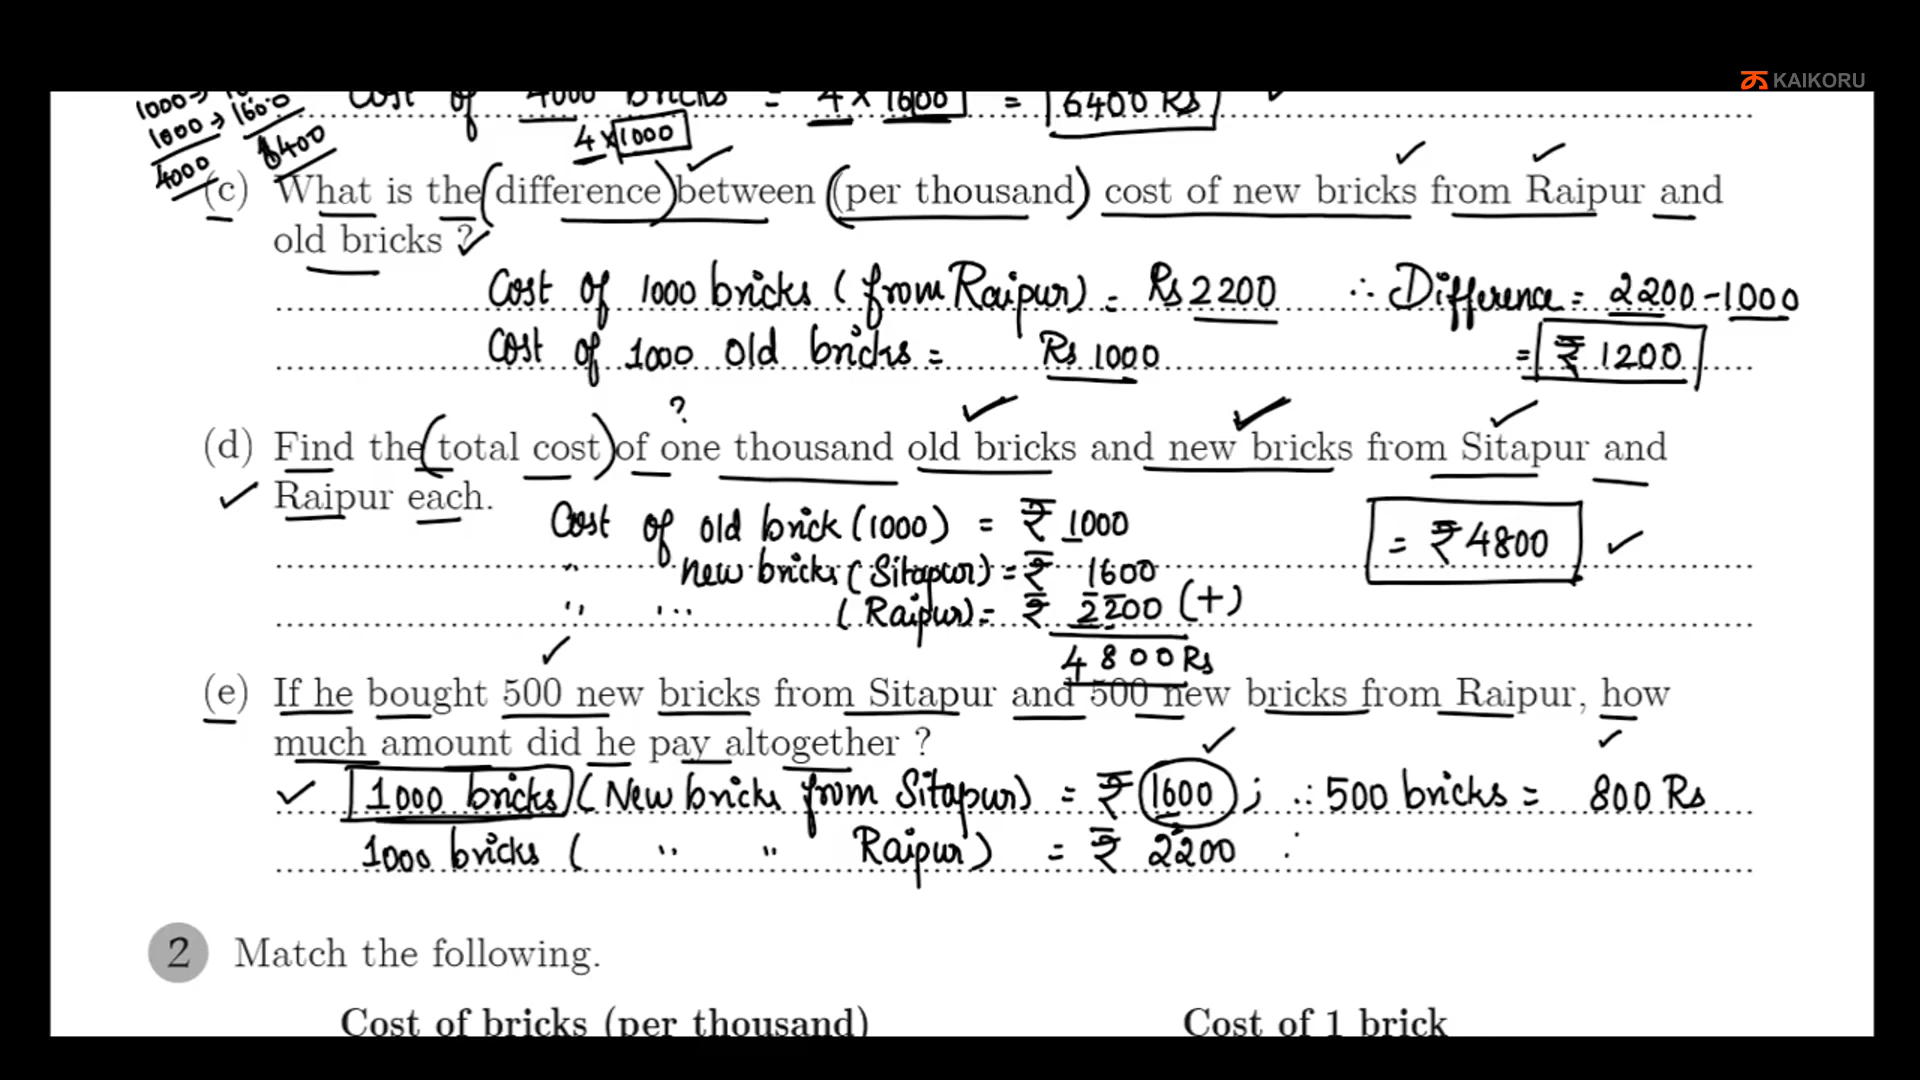 KAIKORU
1000→
Cost of 4000 bricks = 4 × 1600 = 6400 Rs
1000 → 1600
4 × 1000
4000 6400
(c) What is the (difference) between (per thousand) cost of new bricks from Raipur and
old bricks ?
Cost of 1000 bricks (from Raipur) = Rs 2200 ∴ Difference = 2200 - 1000
Cost of 1000 old bricks = Rs 1000 = ₹ 1200
?
(d) Find the (total cost) of one thousand old bricks and new bricks from Sitapur and
Raipur each.
Cost of old brick (1000) = ₹ 1000 = ₹ 4800
" new bricks (Sitapur) = ₹ 1600
" " (Raipur) = ₹ 2200 (+)
4800 Rs
(e) If he bought 500 new bricks from Sitapur and 500 new bricks from Raipur, how
much amount did he pay altogether ?
1000 bricks (New bricks from Sitapur) = ₹ 1600 ; ∴ 500 bricks = 800 Rs
1000 bricks ( " " Raipur) = ₹ 2200 :
2 Match the following.
Cost of bricks (per thousand) Cost of 1 brick